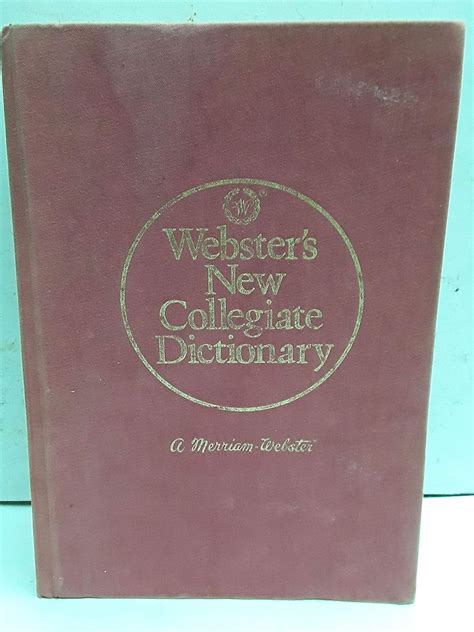 W ®
Webster's
New
Collegiate
Dictionary
A Merriam-Webster